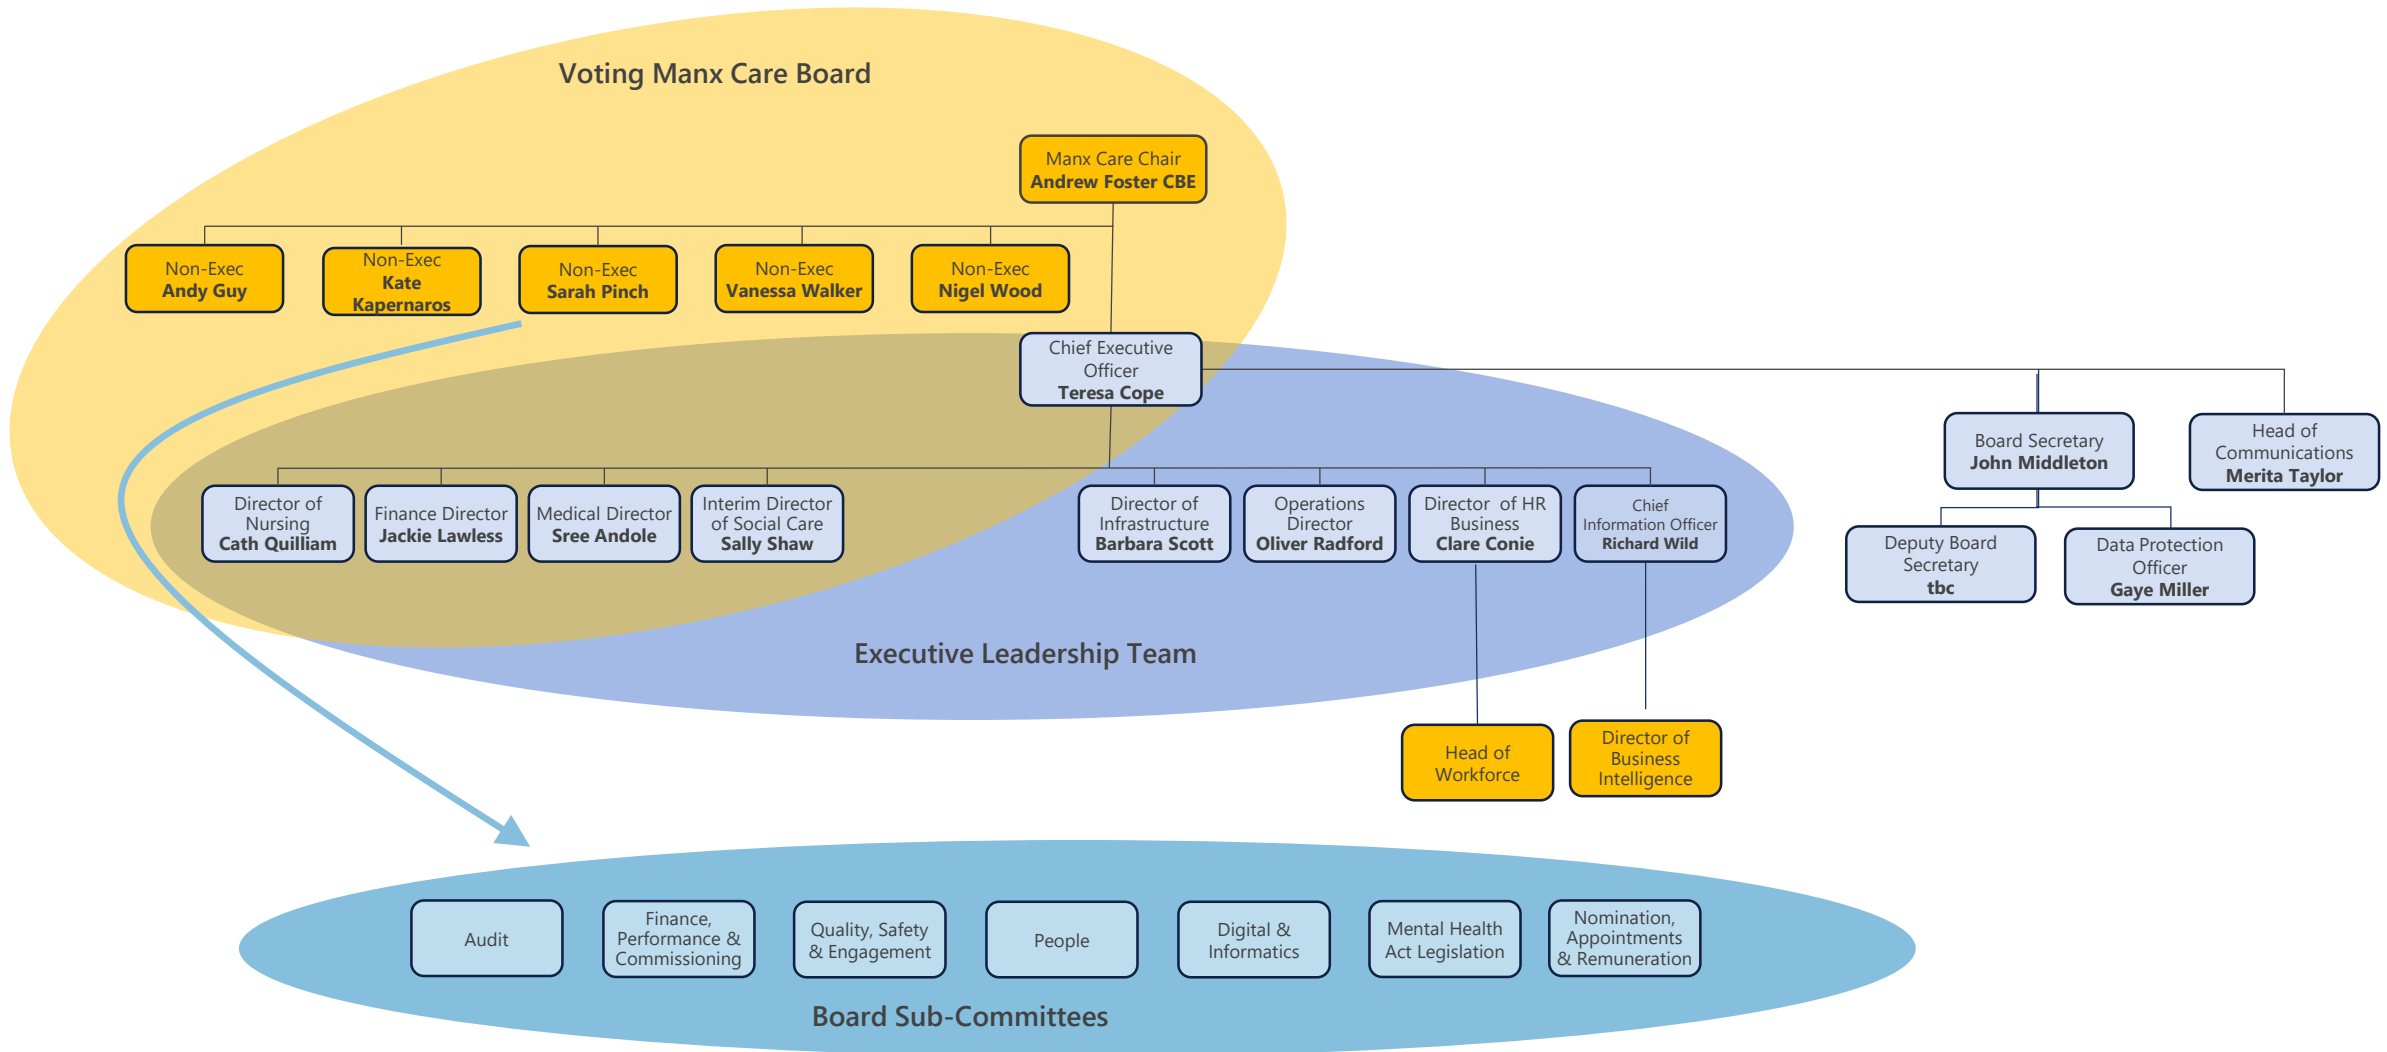 Voting Manx Care Board
Manx Care Chair
Andrew Foster CBE
Non-Exec
Andy Guy
Non-Exec
Kate
Kapernaros
Non-Exec
Sarah Pinch
Non-Exec
Vanessa Walker
Non-Exec
Nigel Wood
Chief Executive
Officer
Teresa Cope
Board Secretary
John Middleton
Head of
Communications
Merita Taylor
Director of
Nursing
Cath Quilliam
Finance Director
Jackie Lawless
Medical Director
Sree Andole
Interim Director
of Social Care
Sally Shaw
Director of
Infrastructure
Barbara Scott
Operations
Director
Oliver Radford
Director of HR
Business
Clare Conie
Chief
Information Officer
Richard Wild
Deputy Board
Secretary
tbc
Data Protection
Officer
Gaye Miller
Executive Leadership Team
Head of
Workforce
Director of
Business
Intelligence
Audit
Finance,
Performance &
Commissioning
Quality, Safety
& Engagement
People
Digital &
Informatics
Mental Health
Act Legislation
Nomination,
Appointments
& Remuneration
Board Sub-Committees